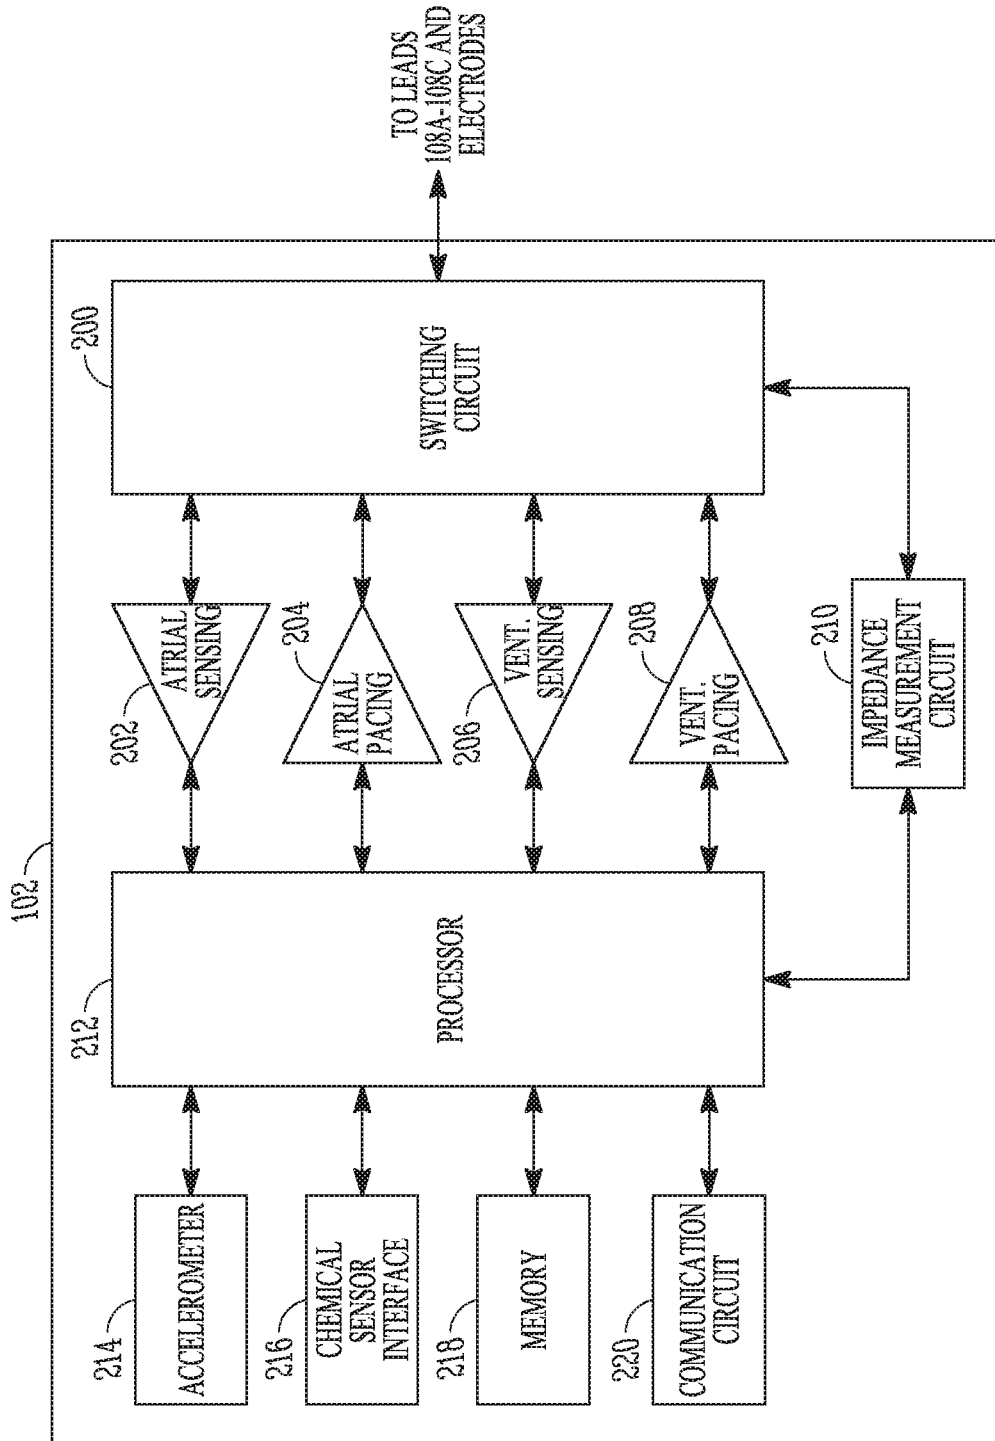 102
214
ACCELEROMETER
216
CHEMICAL
SENSOR
INTERFACE
218
MEMORY
220
COMMUNICATION
CIRCUIT
212
PROCESSOR
202
ATRIAL
SENSING
204
ATRIAL
PACING
206
VENT.
SENSING
208
VENT.
PACING
210
IMPEDANCE
MEASUREMENT
CIRCUIT
200
SWITCHING
CIRCUIT
TO LEADS
108A-108C AND
ELECTRODES